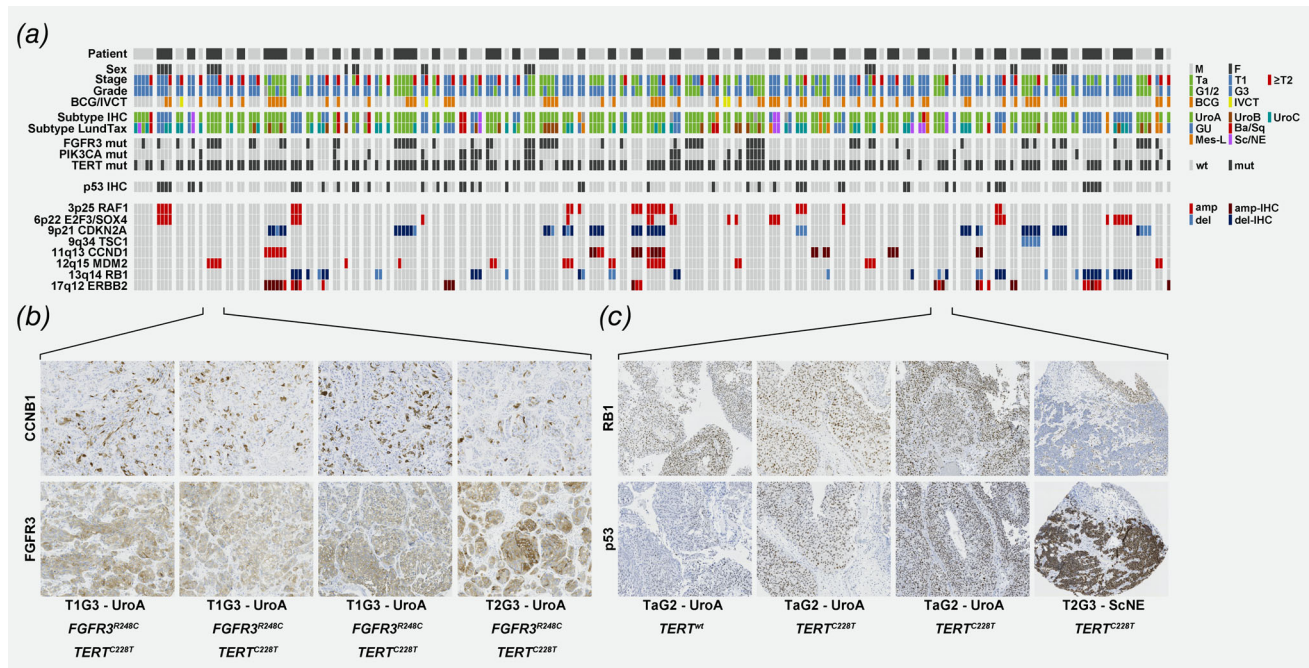 (a)
Patient
Sex
Stage
Grade
BCG/IVCT
Subtype IHC
Subtype LundTax
FGFR3 mut
PIK3CA mut
TERT mut
p53 IHC
3p25 RAF1
6p22 E2F3/SOX4
9p21 CDKN2A
9q34 TSC1
11q13 CCND1
12q15 MDM2
13q14 RB1
17q12 ERBB2
M F
Ta T1 ≥T2
G1/2 G3
BCG IVCT
UroA UroB UroC
GU Ba/Sq
Mes-L Sc/NE
wt mut
amp amp-IHC
del del-IHC
(b)
CCNB1
FGFR3
T1G3 - UroA T1G3 - UroA T1G3 - UroA T2G3 - UroA
FGFR3R248C FGFR3R248C FGFR3R248C FGFR3R248C
TERTC228T TERTC228T TERTC228T TERTC228T
(c)
RB1
p53
TaG2 - UroA TaG2 - UroA TaG2 - UroA T2G3 - ScNE
TERTwt TERTC228T TERTC228T TERTC228T